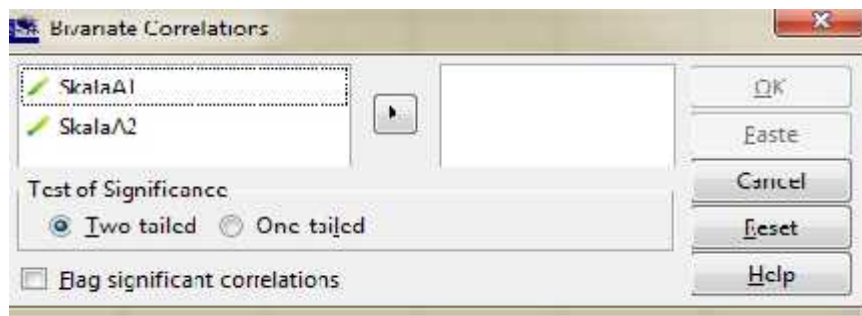 Bivariate Correlations
SkalaA1
SkalaA2
OK
Paste
Cancel
Reset
Help
Test of Significance
Two tailed
One tailed
Flag significant correlations